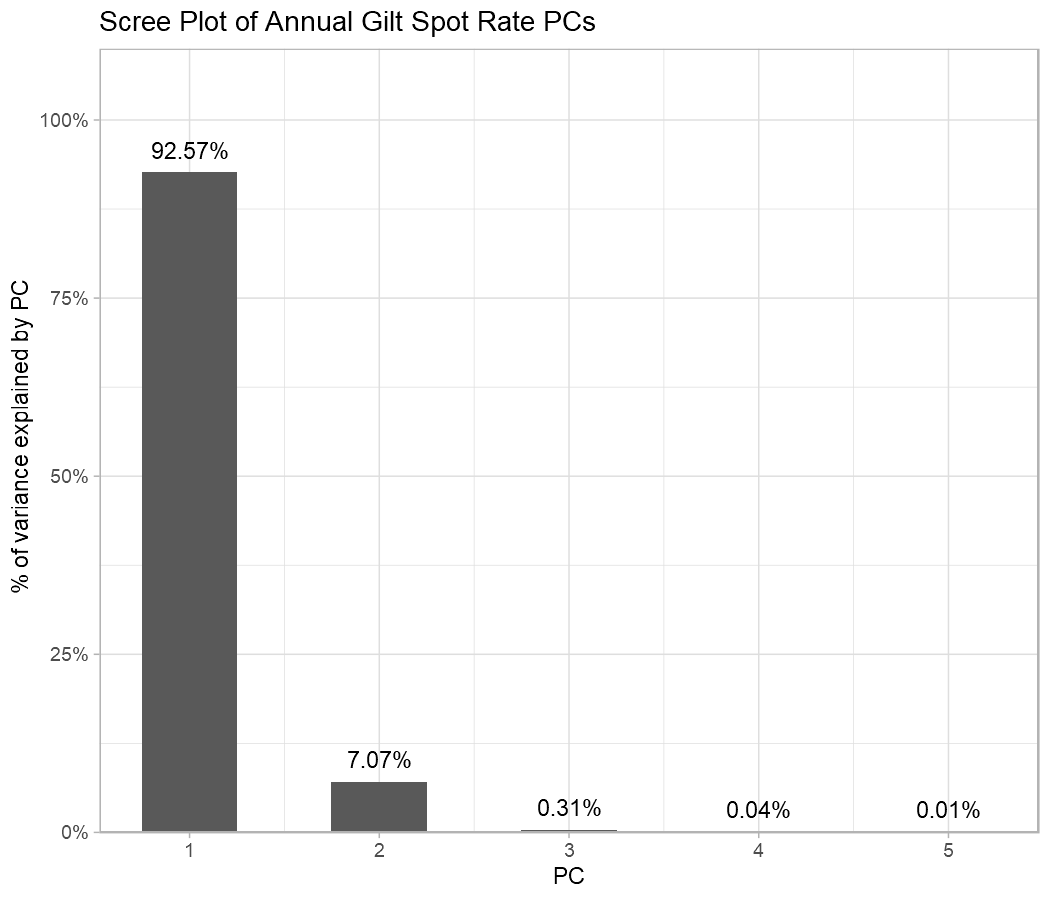 Scree Plot of Annual Gilt Spot Rate PCs
% of variance explained by PC
100%
75%
50%
25%
0%
92.57%
7.07%
0.31%
0.04%
0.01%
1 2 3 4 5
PC